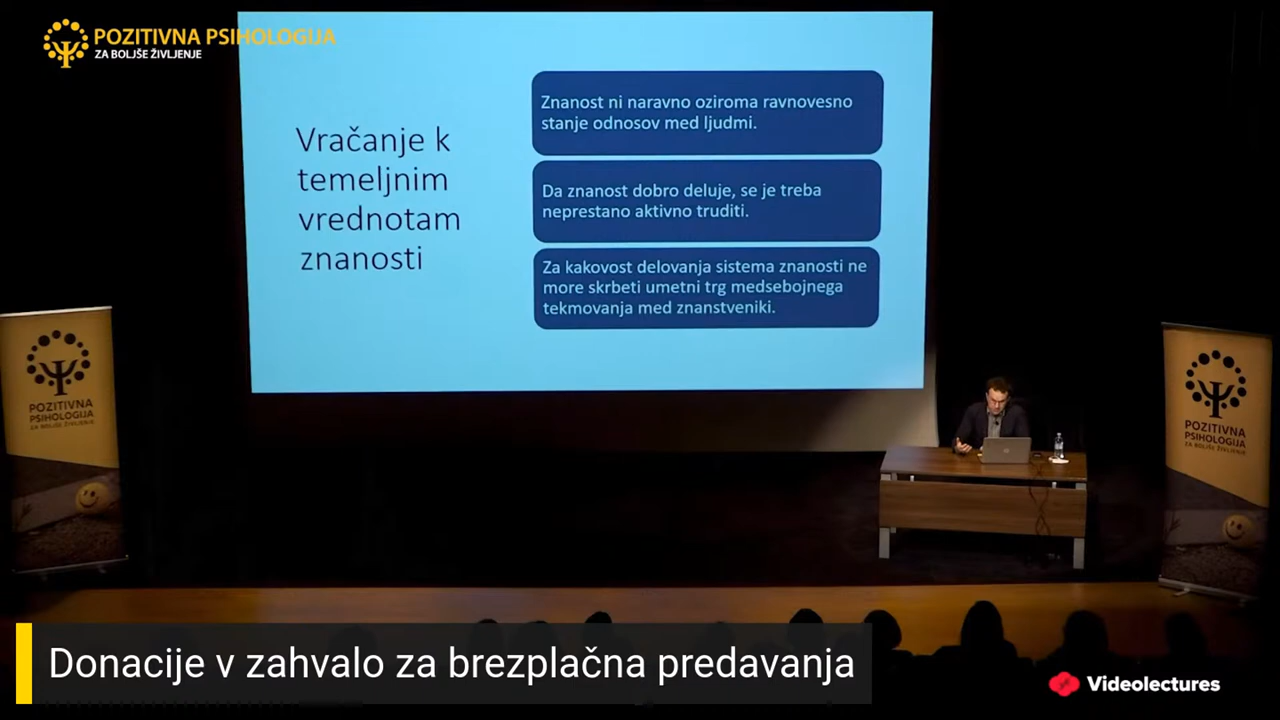 POZITIVNA PSIHOLOGIJA
ZA BOLJŠE ŽIVLJENJE
Vračanje k
temeljnim
vrednotam
znanosti
Znanost ni naravno oziroma ravnovesno
stanje odnosov med ljudmi.
Da znanost dobro deluje, se je treba
neprestano aktivno truditi.
Za kakovost delovanja sistema znanosti ne
more skrbeti umetni trg medsebojnega
tekmovanja med znanstveniki.
POZITIVNA
PSIHOLOGIJA
ZA BOLJŠE ŽIVLJENJE
POZITIVNA
PSIHOLOGIJA
ZA BOLJŠE ŽIVLJENJE
Donacije v zahvalo za brezplačna predavanja
Videolectures